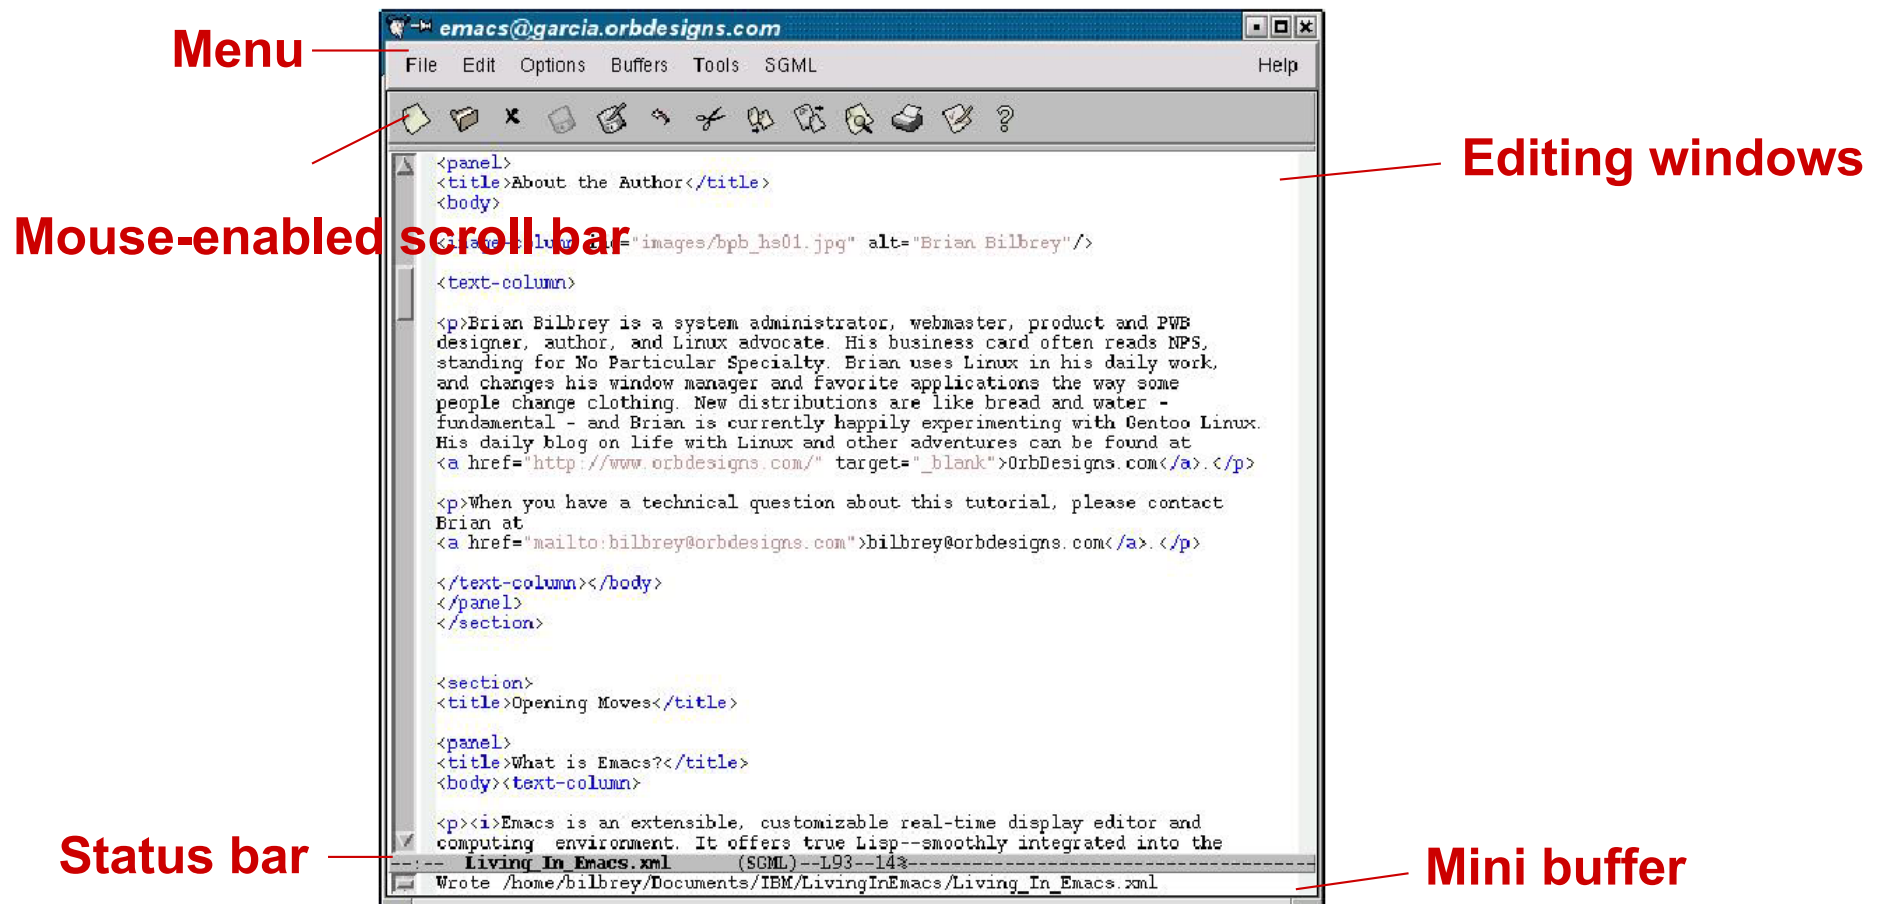 emacs@garcia.orbdesigns.com
Menu
File Edit Options Buffers Tools SGML Help
Editing windows
<panel>
<title>About the Author</title>
<body>
Mouse-enabled scroll bar
"images/bpb_hs01.jpg" alt="Brian Bilbrey"/>
<text-column>
<p>Brian Bilbrey is a system administrator, webmaster, product and PWB
designer, author, and Linux advocate. His business card often reads NPS,
standing for No Particular Specialty. Brian uses Linux in his daily work,
and changes his window manager and favorite applications the way some
people change clothing. New distributions are like bread and water -
fundamental - and Brian is currently happily experimenting with Gentoo Linux.
His daily blog on life with Linux and other adventures can be found at
<a href="http://www.orbdesigns.com/" target="_blank">OrbDesigns.com</a>.</p>
<p>When you have a technical question about this tutorial, please contact
Brian at
<a href="mailto:bilbrey@orbdesigns.com">bilbrey@orbdesigns.com</a>.</p>
</text-column></body>
</panel>
</section>
<section>
<title>Opening Moves</title>
<panel>
<title>What is Emacs?</title>
<body><text-column>
<p><i>Emacs is an extensible, customizable real-time display editor and
computing environment. It offers true Lisp--smoothly integrated into the
Status bar
--:-- Living_In_Emacs.xml (SGML)--L93--14%--------------------------------
Wrote /home/bilbrey/Documents/IBM/LivingInEmacs/Living_In_Emacs.xml
Mini buffer